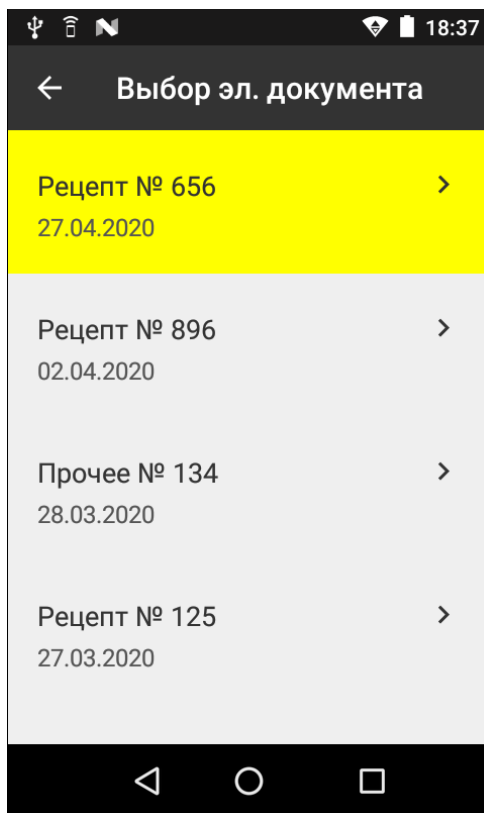 18:37
Выбор эл. документа
Рецепт № 656
27.04.2020
Рецепт № 896
02.04.2020
Прочее № 134
28.03.2020
Рецепт № 125
27.03.2020